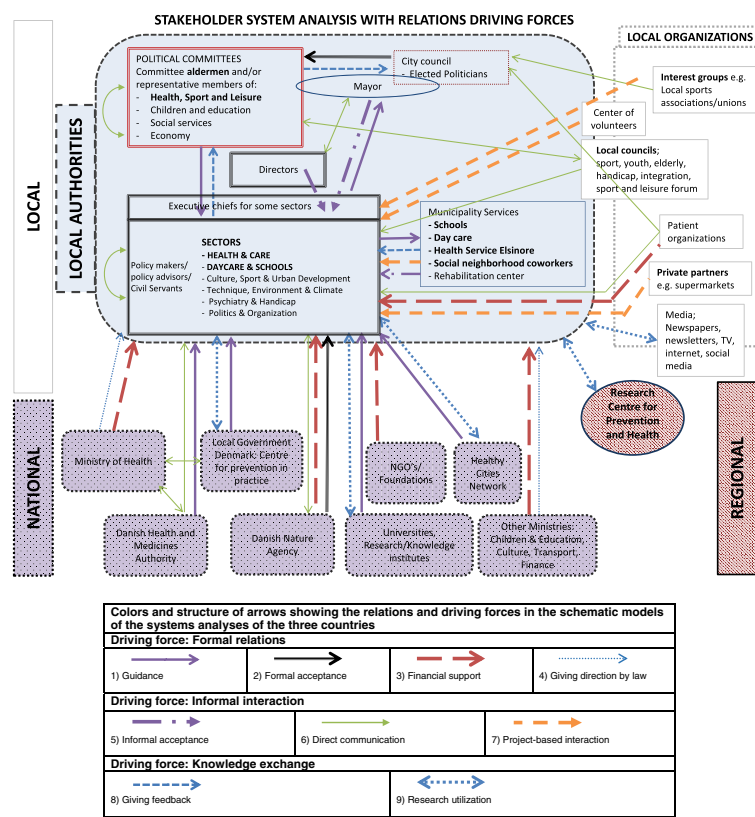 STAKEHOLDER SYSTEM ANALYSIS WITH RELATIONS DRIVING FORCES
LOCAL
LOCAL AUTHORITIES
POLITICAL COMMITTEES
Committee aldermen and/or
representative members of:
- Health, Sport and Leisure
- Children and education
- Social services
- Economy
City council
- Elected Politicians
Mayor
Directors
Executive chiefs for some sectors
Policy makers/
policy advisors/
Civil Servants
SECTORS
- HEALTH & CARE
- DAYCARE & SCHOOLS
- Culture, Sport & Urban Development
- Technique, Environment & Climate
- Psychiatry & Handicap
- Politics & Organization
Municipality Services
- Schools
- Day care
- Health Service Elsinore
- Social neighborhood coworkers
- Rehabilitation center
LOCAL ORGANIZATIONS
Interest groups e.g.
Local sports
associations/unions
Center of
volunteers
Local councils;
sport, youth, elderly,
handicap, integration,
sport and leisure forum
Patient
organizations
Private partners
e.g. supermarkets
Media;
Newspapers,
newsletters, TV,
internet, social
media
NATIONAL
Ministry of Health
Local Government
Denmark; Centre
for prevention in
practice
NGO's/
Foundations
Healthy
Cities
Network
Danish Health and
Medicines
Authority
Danish Nature
Agency
Universities,
Research/Knowledge
institutes
Other Ministries:
Children & Education,
Culture, Transport,
Finance
Research
Centre for
Prevention
and Health
REGIONAL
Colors and structure of arrows showing the relations and driving forces in the schematic models
of the systems analyses of the three countries
Driving force: Formal relations
1) Guidance
2) Formal acceptance
3) Financial support
4) Giving direction by law
Driving force: Informal interaction
5) Informal acceptance
6) Direct communication
7) Project-based interaction
Driving force: Knowledge exchange
8) Giving feedback
9) Research utilization